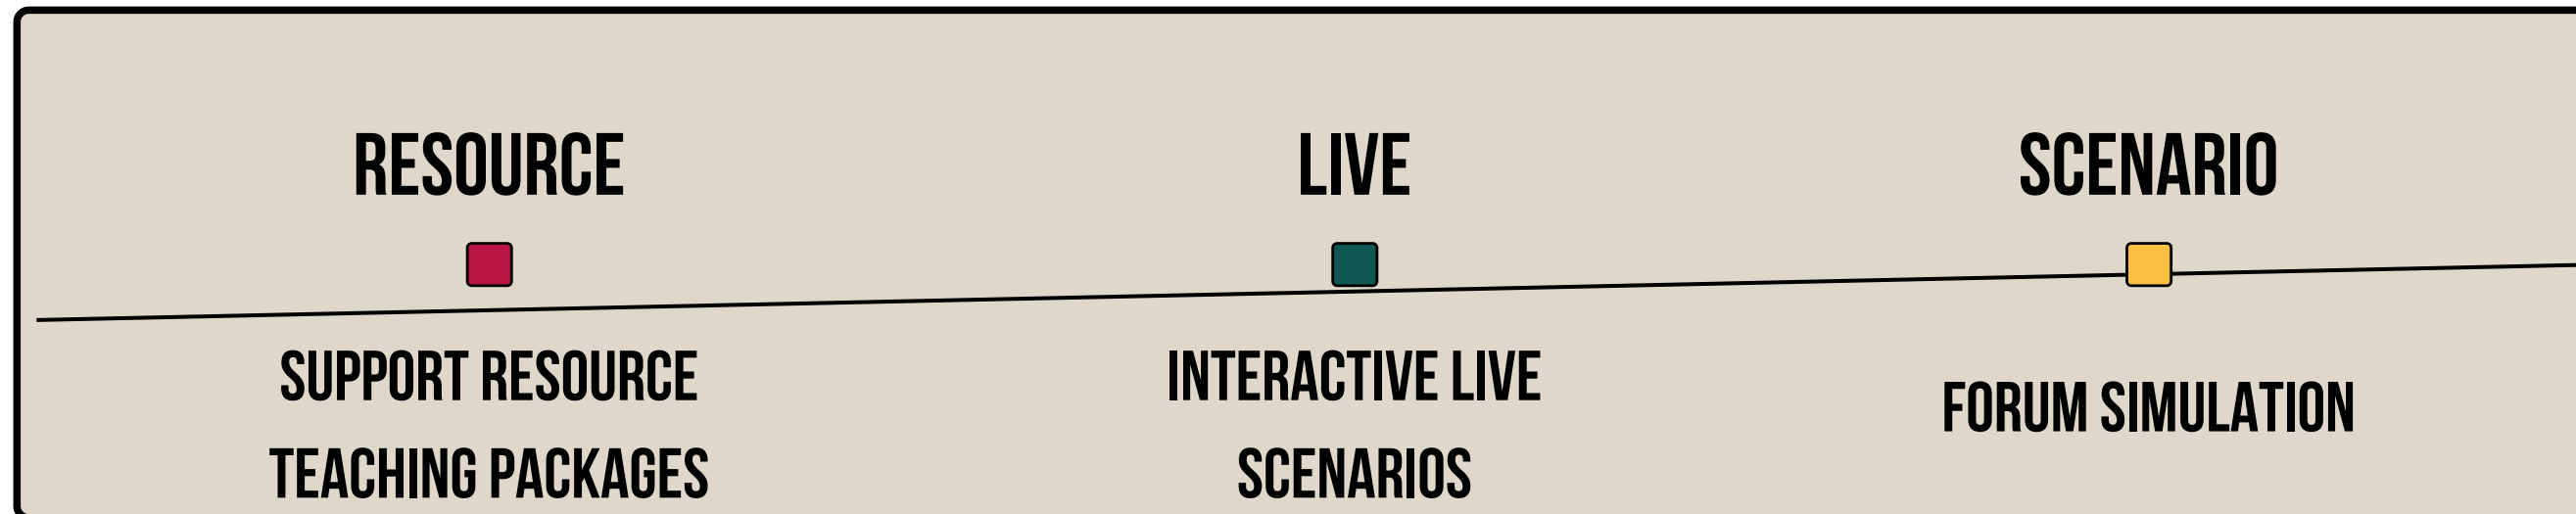 RESOURCE
LIVE
SCENARIO
SUPPORT RESOURCE
TEACHING PACKAGES
INTERACTIVE LIVE
SCENARIOS
FORUM SIMULATION